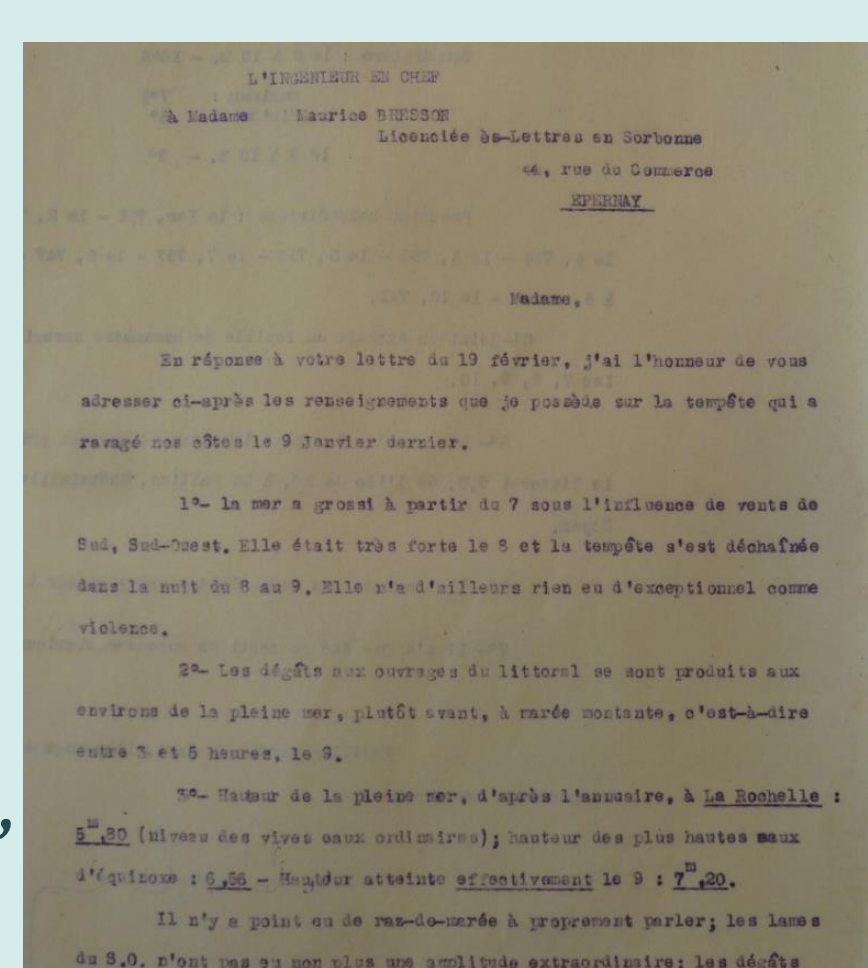 L'INGENIEUR EN CHEF
à Madame Maurice BRESSON
Licenciée ès-Lettres en Sorbonne
44, rue du Commerce
EPERNAY
Madame,
En réponse à votre lettre du 19 février, j'ai l'honneur de vous
adresser ci-après les renseignements que je possède sur la tempête qui a
ravagé nos côtes le 9 Janvier dernier.
1°- la mer a grossi à partir du 7 sous l'influence de vents de
Sud, Sud-Ouest. Elle était très forte le 8 et la tempête s'est déchaînée
dans la nuit du 8 au 9. Elle n'a d'ailleurs rien eu d'exceptionnel comme
violence.
2°- Les dégâts aux ouvrages du littoral se sont produits aux
environs de la pleine mer, plutôt avant, à marée montante, c'est-à-dire
entre 3 et 5 heures, le 9.
3°- Hauteur de la pleine mer, d'après l'annuaire, à La Rochelle :
5m,80 (niveau des vives eaux ordinaires); hauteur des plus hautes eaux
d'équinoxe : 6,56 - Hauteur atteinte effectivement le 9 : 7m,20.
Il n'y a point eu de raz-de-marée à proprement parler; les lames
du S.O. n'ont pas eu non plus une amplitude extraordinaire; les dégâts